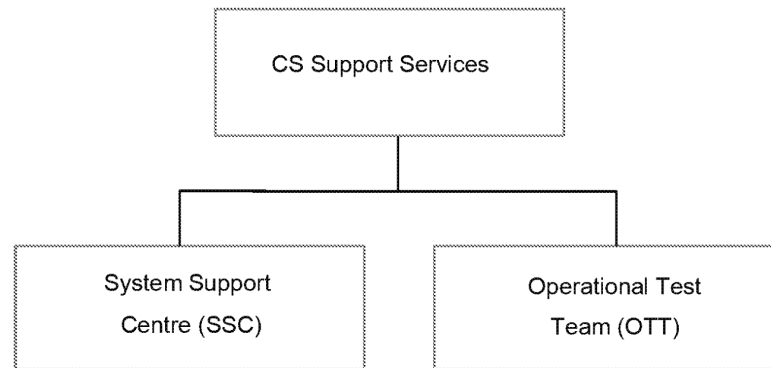 CS Support Services
System Support
Centre (SSC)
Operational Test
Team (OTT)